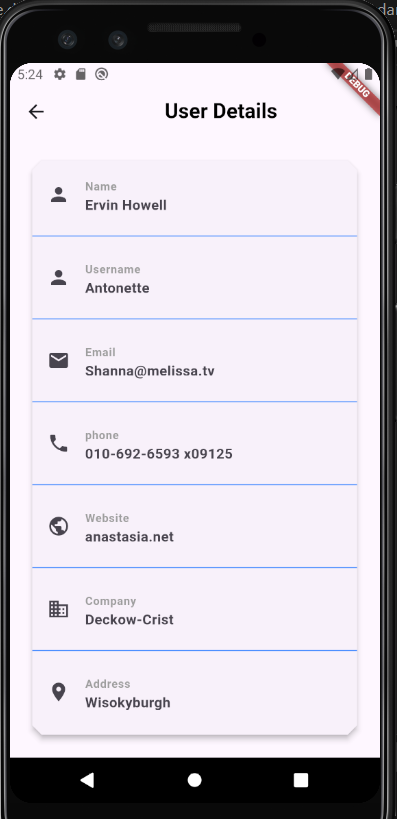 5:24
DEBUG
User Details
Name
Ervin Howell
Username
Antonette
Email
Shanna@melissa.tv
phone
010-692-6593 x09125
Website
anastasia.net
Company
Deckow-Crist
Address
Wisokyburgh